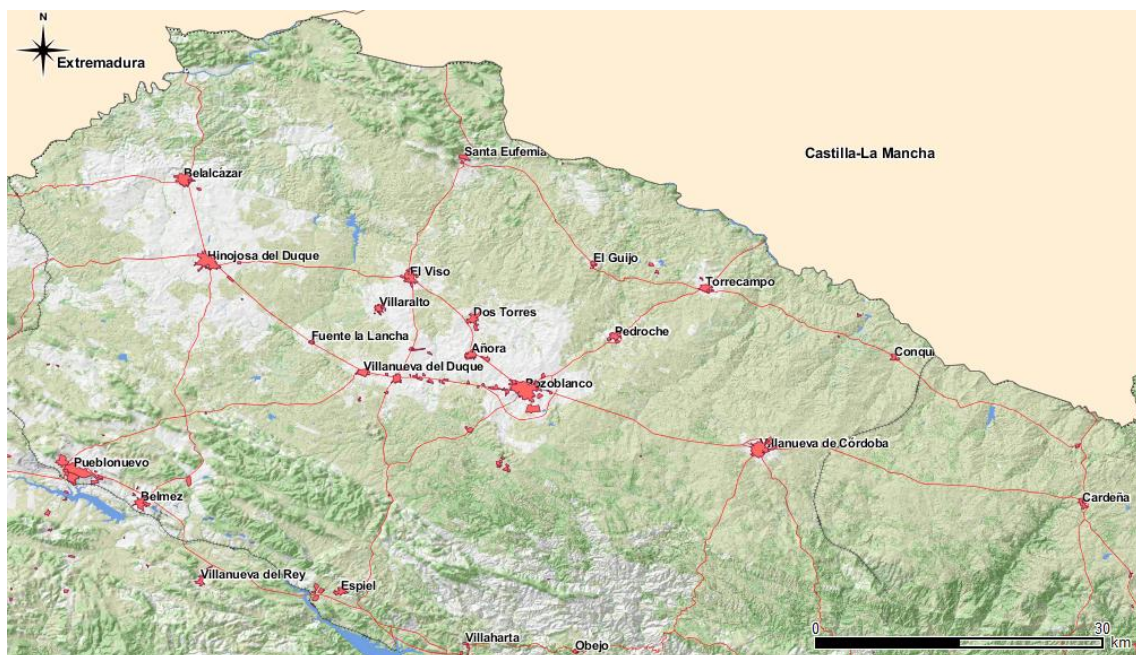 N
Extremadura
Castilla-La Mancha
Santa Eufemia
Belalcazar
Hinojosa del Duque
El Guijo
El Viso
Torrecampo
Villaralto
Dos Torres
Fuente la Lancha
Pedroche
Añora
Conqui
Villanueva del Duque
Pozoblanco
Villanueva de Córdoba
Pueblonuevo
Belmez
Cardeña
Villanueva del Rey
Espiel
Villaharta
Obejo
0
30
km